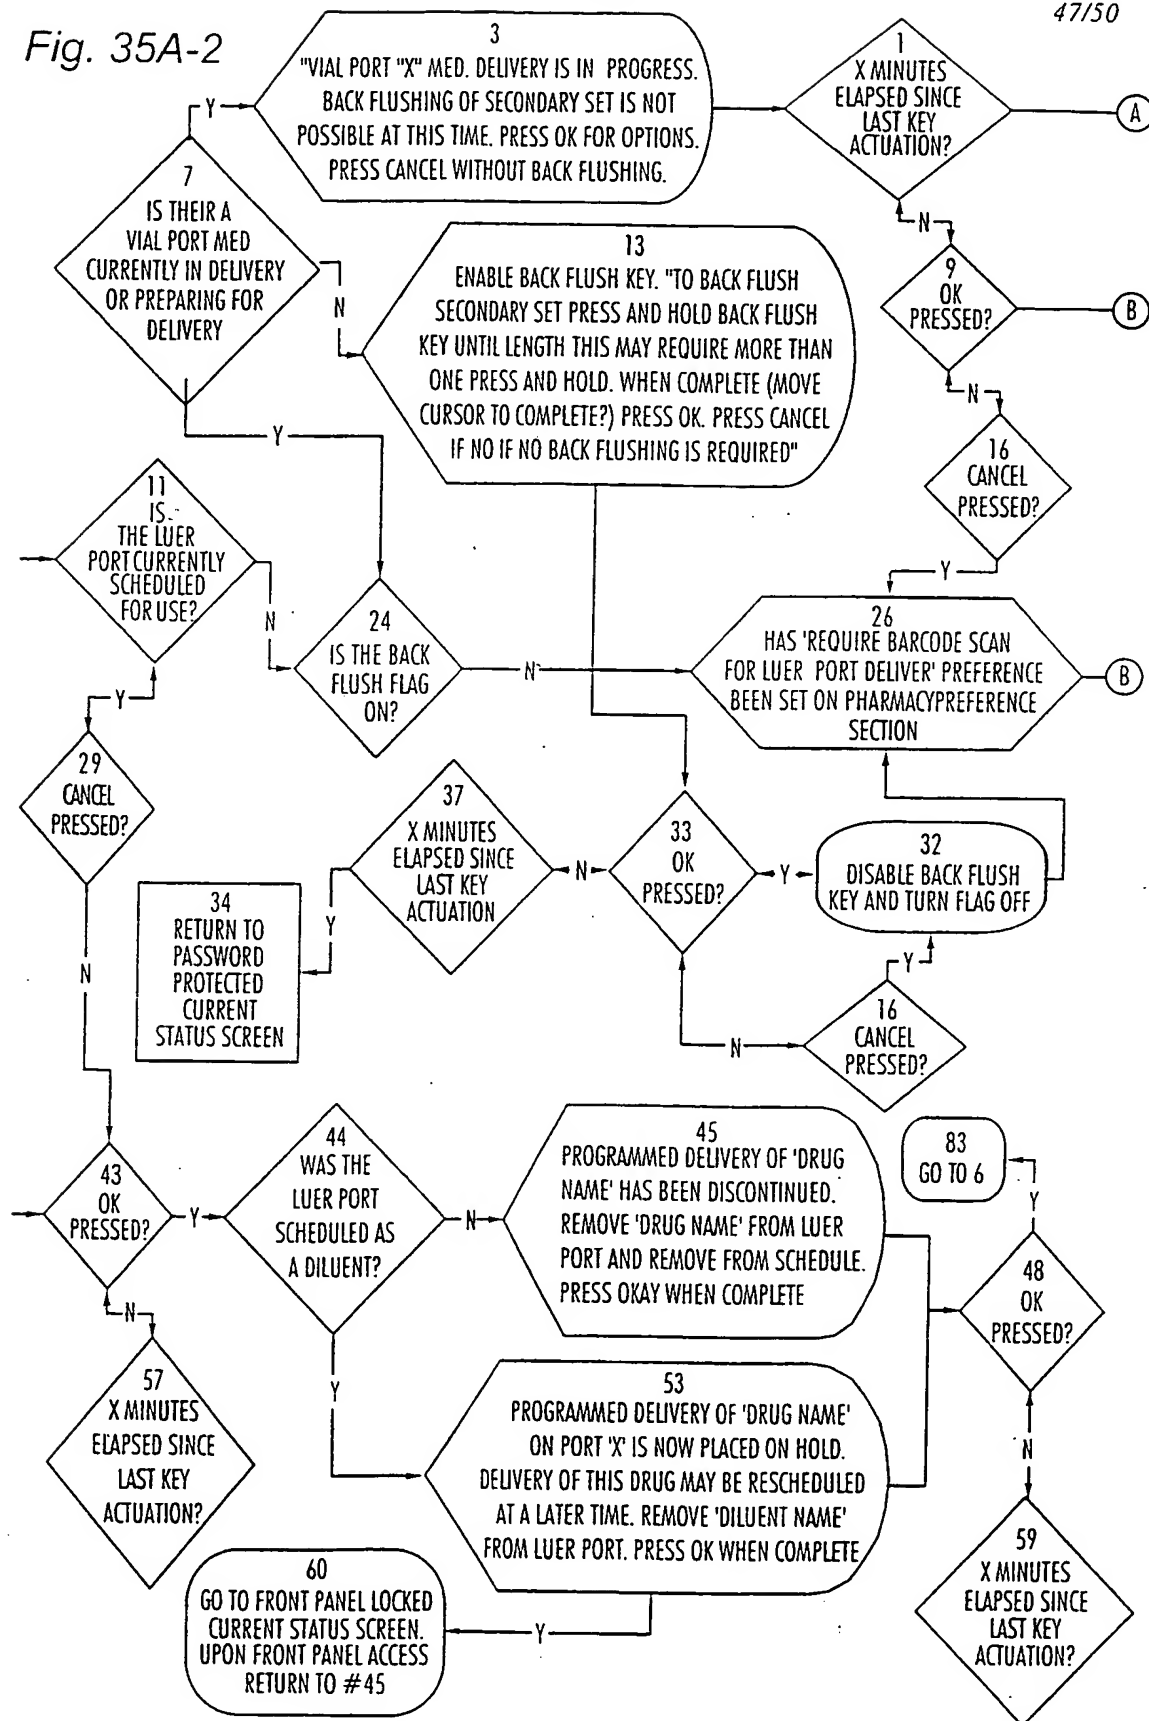 47/50
Fig. 35A-2
3
"VIAL PORT "X" MED. DELIVERY IS IN PROGRESS.
BACK FLUSHING OF SECONDARY SET IS NOT
POSSIBLE AT THIS TIME. PRESS OK FOR OPTIONS.
PRESS CANCEL WITHOUT BACK FLUSHING.
1
X MINUTES
ELAPSED SINCE
LAST KEY
ACTUATION?
A
Y
7
IS THEIR A
VIAL PORT MED
CURRENTLY IN DELIVERY
OR PREPARING FOR
DELIVERY
N
Y
13
ENABLE BACK FLUSH KEY. "TO BACK FLUSH
SECONDARY SET PRESS AND HOLD BACK FLUSH
KEY UNTIL LENGTH THIS MAY REQUIRE MORE THAN
ONE PRESS AND HOLD. WHEN COMPLETE (MOVE
CURSOR TO COMPLETE?) PRESS OK. PRESS CANCEL
IF NO IF NO BACK FLUSHING IS REQUIRED"
N
9
OK
PRESSED?
B
N
16
CANCEL
PRESSED?
Y
11
IS
THE LUER
PORT CURRENTLY
SCHEDULED
FOR USE?
N
Y
24
IS THE BACK
FLUSH FLAG
ON?
N
26
HAS 'REQUIRE BARCODE SCAN
FOR LUER PORT DELIVER' PREFERENCE
BEEN SET ON PHARMACYPREFERENCE
SECTION
B
29
CANCEL
PRESSED?
N
37
X MINUTES
ELAPSED SINCE
LAST KEY
ACTUATION
Y
N
33
OK
PRESSED?
Y
32
DISABLE BACK FLUSH
KEY AND TURN FLAG OFF
34
RETURN TO
PASSWORD
PROTECTED
CURRENT
STATUS SCREEN
Y
N
16
CANCEL
PRESSED?
43
OK
PRESSED?
Y
N
44
WAS THE
LUER PORT
SCHEDULED AS
A DILUENT?
N
Y
45
PROGRAMMED DELIVERY OF 'DRUG
NAME' HAS BEEN DISCONTINUED.
REMOVE 'DRUG NAME' FROM LUER
PORT AND REMOVE FROM SCHEDULE.
PRESS OKAY WHEN COMPLETE
83
GO TO 6
Y
48
OK
PRESSED?
N
57
X MINUTES
ELAPSED SINCE
LAST KEY
ACTUATION?
53
PROGRAMMED DELIVERY OF 'DRUG NAME'
ON PORT 'X' IS NOW PLACED ON HOLD.
DELIVERY OF THIS DRUG MAY BE RESCHEDULED
AT A LATER TIME. REMOVE 'DILUENT NAME'
FROM LUER PORT. PRESS OK WHEN COMPLETE
Y
60
GO TO FRONT PANEL LOCKED
CURRENT STATUS SCREEN.
UPON FRONT PANEL ACCESS
RETURN TO #45
59
X MINUTES
ELAPSED SINCE
LAST KEY
ACTUATION?